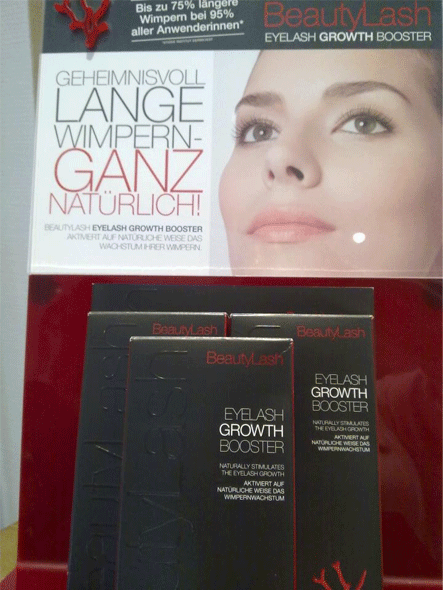 Bis zu 75% längere
Wimpern bei 95%
aller Anwenderinnen*
BeautyLash
EYELASH GROWTH BOOSTER
GEHEIMNISVOLL
LANGE
WIMPERN-
GANZ
NATÜRLICH!
BEAUTYLASH EYELASH GROWTH BOOSTER
AKTIVIERT AUF NATÜRLICHE WEISE DAS
WACHSTUM IHRER WIMPERN.
BeautyLash
BeautyLash
BeautyLash
EYELASH
GROWTH
BOOSTER
NATURALLY STIMULATES
THE EYELASH GROWTH
AKTIVIERT AUF
NATÜRLICHE WEISE DAS
WIMPERNWACHSTUM
EYELASH
GROWTH
BOOSTER
NATURALLY STIMULATES
THE EYELASH GROWTH
AKTIVIERT AUF
NATÜRLICHE WEISE DAS
WIMPERNWACHSTUM